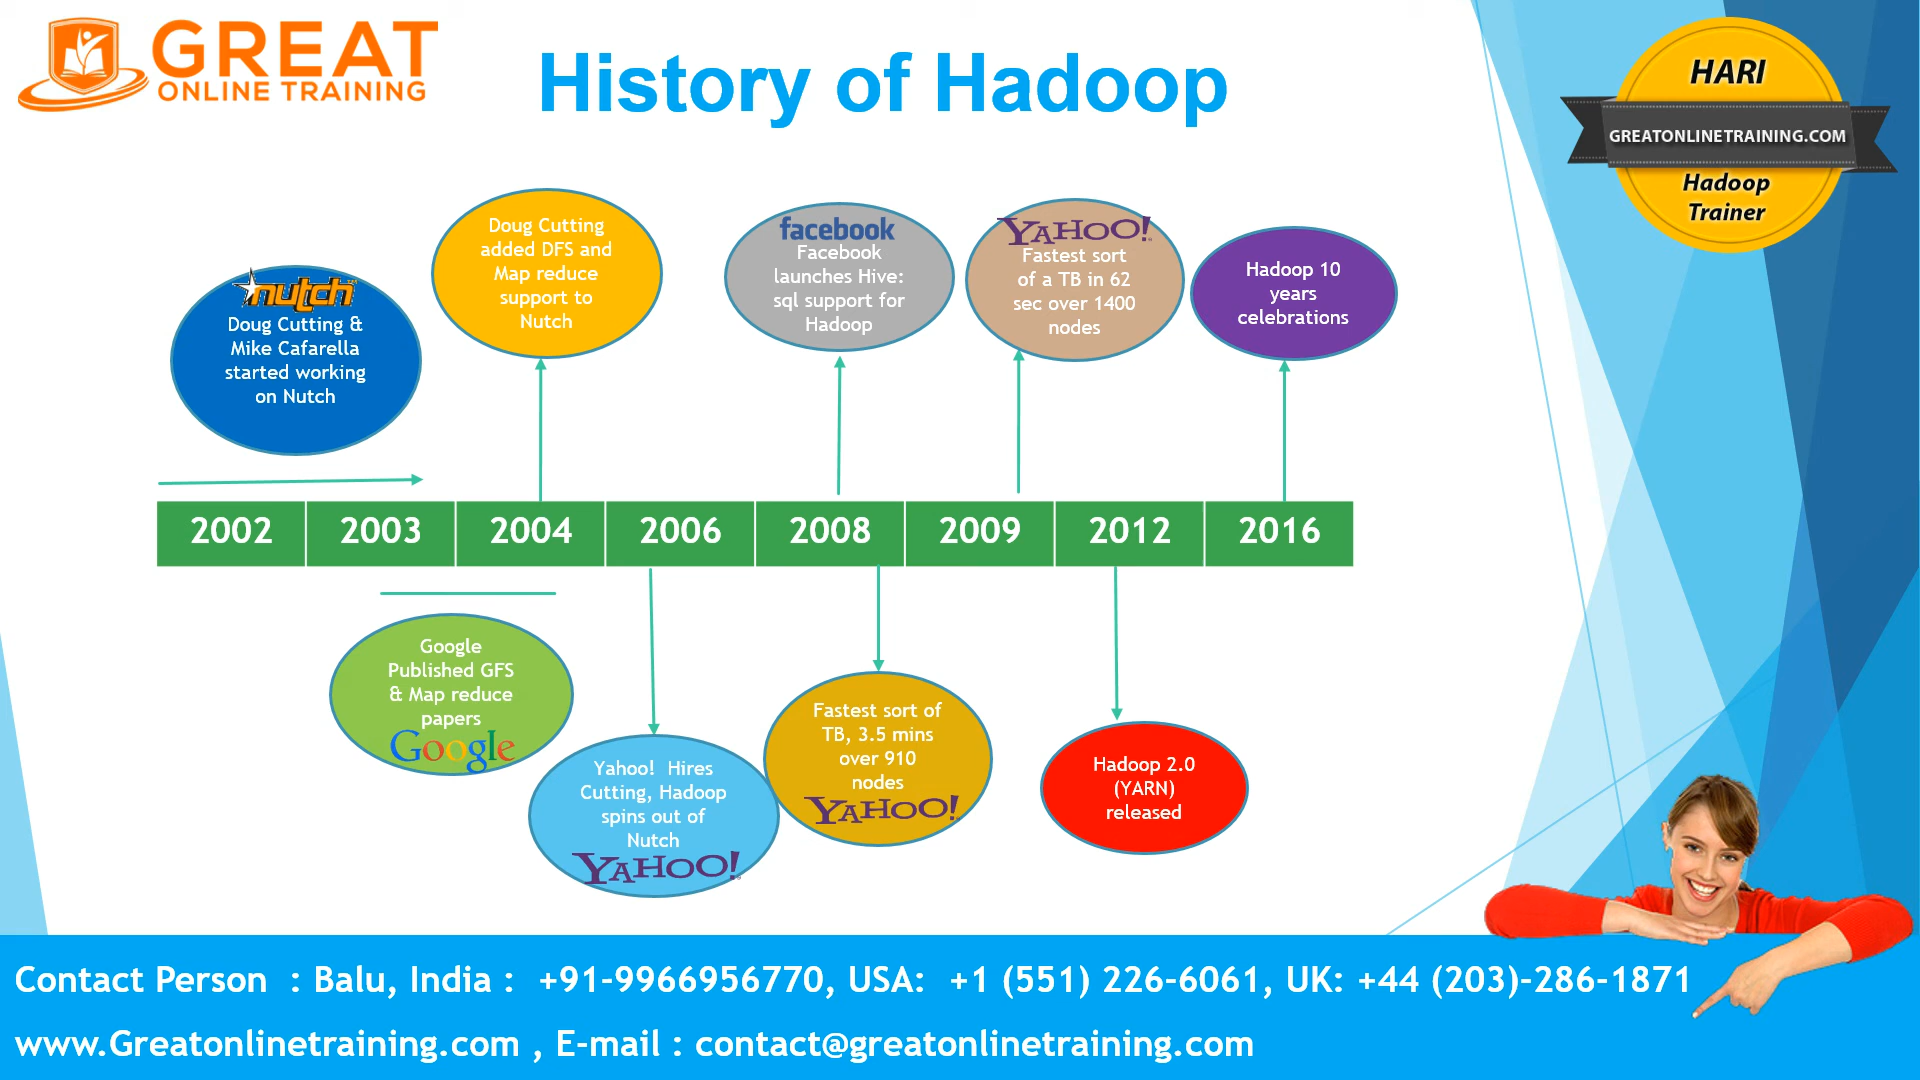 GREAT
ONLINE TRAINING
History of Hadoop
HARI
GREATONLINETRAINING.COM
Hadoop
Trainer
nutch
Doug Cutting &
Mike Cafarella
started working
on Nutch
Doug Cutting
added DFS and
Map reduce
support to
Nutch
facebook
Facebook
launches Hive:
sql support for
Hadoop
YAHOO!
Fastest sort
of a TB in 62
sec over 1400
nodes
Hadoop 10
years
celebrations
2002 2003 2004 2006 2008 2009 2012 2016
Google
Published GFS
& Map reduce
papers
Google
Yahoo! Hires
Cutting, Hadoop
spins out of
Nutch
YAHOO!
Fastest sort of
TB, 3.5 mins
over 910
nodes
YAHOO!
Hadoop 2.0
(YARN)
released
Contact Person : Balu, India : +91-9966956770, USA: +1 (551) 226-6061, UK: +44 (203)-286-1871
www.Greatonlinetraining.com , E-mail : contact@greatonlinetraining.com